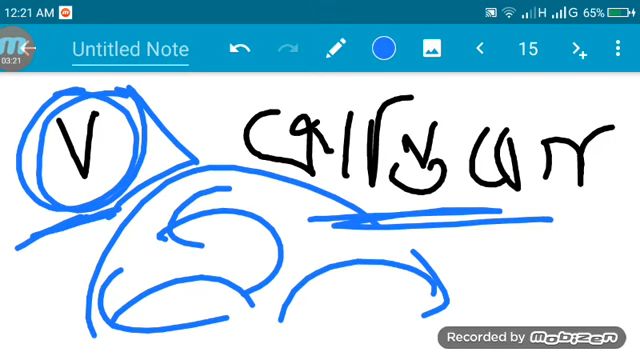 12:21 AM
H G 65%
Untitled Note
15
m
03:21
V
Recorded by mobizen